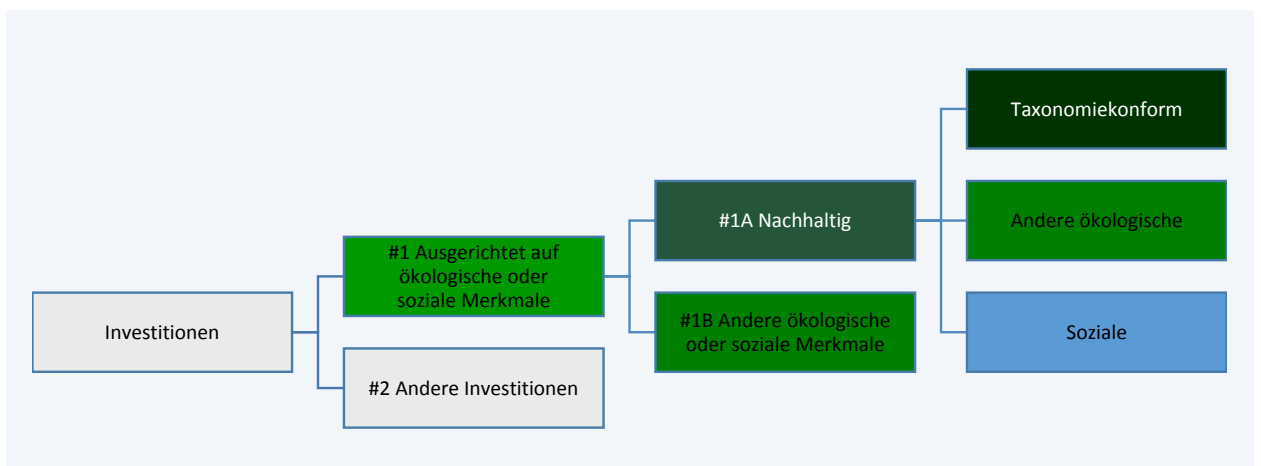 Investitionen
#1 Ausgerichtet auf
ökologische oder
soziale Merkmale
#2 Andere Investitionen
#1A Nachhaltig
#1B Andere ökologische
oder soziale Merkmale
Taxonomiekonform
Andere ökologische
Soziale